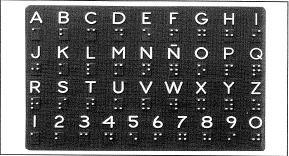 A B C D E F G H I
J K L M N Ñ O P Q
R S T U V W X Y Z
1 2 3 4 5 6 7 8 9 0